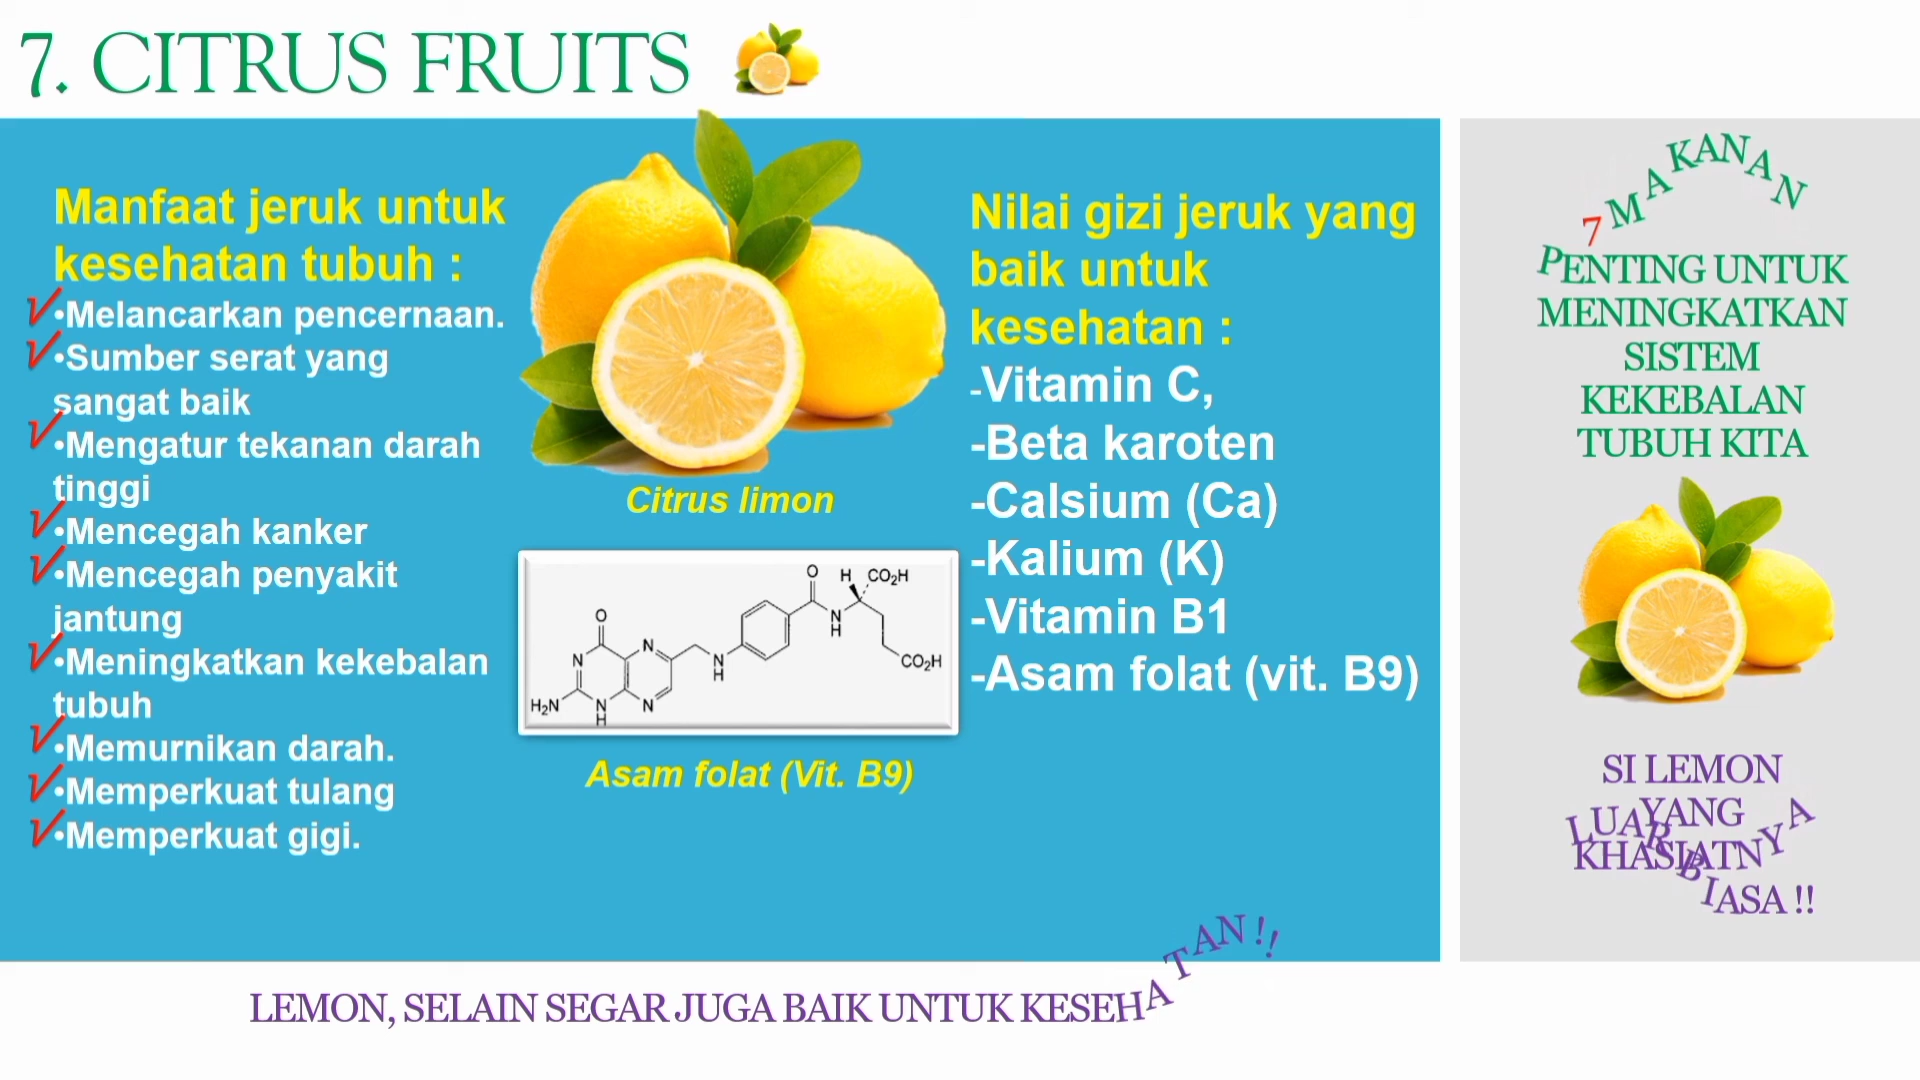 7. CITRUS FRUITS
Manfaat jeruk untuk
kesehatan tubuh :
•Melancarkan pencernaan.
•Sumber serat yang
sangat baik
•Mengatur tekanan darah
tinggi
•Mencegah kanker
•Mencegah penyakit
jantung
•Meningkatkan kekebalan
tubuh
•Memurnikan darah.
•Memperkuat tulang
•Memperkuat gigi.
Citrus limon
O
H CO₂H
O
N
H
N
N
N
H
CO₂H
H₂N
N
H
N
Asam folat (Vit. B9)
Nilai gizi jeruk yang
baik untuk
kesehatan :
-Vitamin C,
-Beta karoten
-Calsium (Ca)
-Kalium (K)
-Vitamin B1
-Asam folat (vit. B9)
7 MAKANAN
PENTING UNTUK
MENINGKATKAN
SISTEM
KEKEBALAN
TUBUH KITA
SI LEMON
YANG
KHASIATNYA
LUAR BIASA !!
LEMON, SELAIN SEGAR JUGA BAIK UNTUK KESEHATAN!!